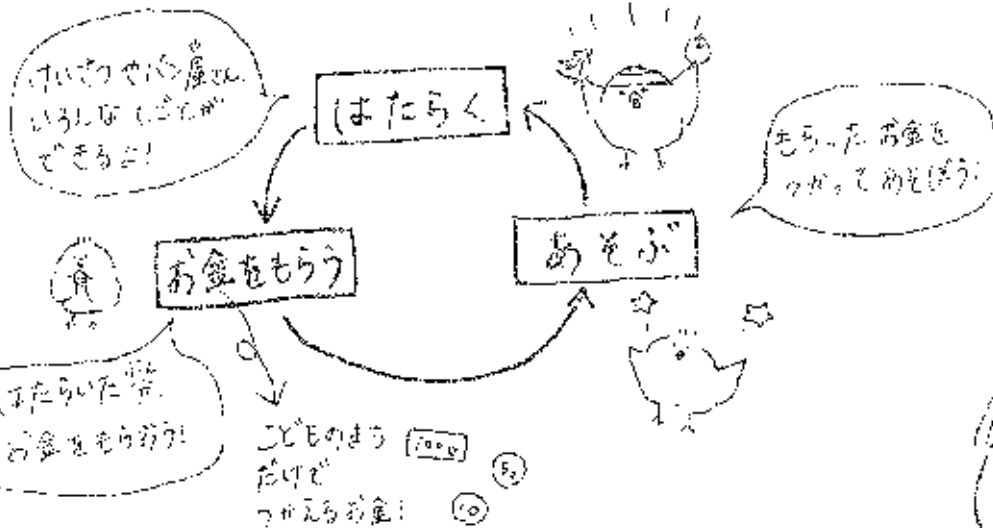 けいさつやパン屋さん、
いろんなしごとが
できるよ!
はたらく
もらったお金を
つかってあそぼう!
お金をもらう
あそぶ
はたらいた分、
お金をもらおう!
こどものまち
だけで
つかえるお金!
10